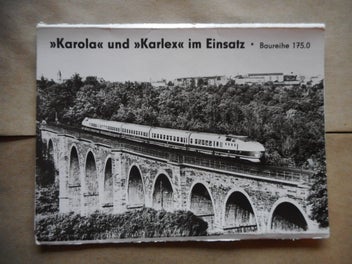 »Karola« und »Karlex« im Einsatz • Baureihe 175.0